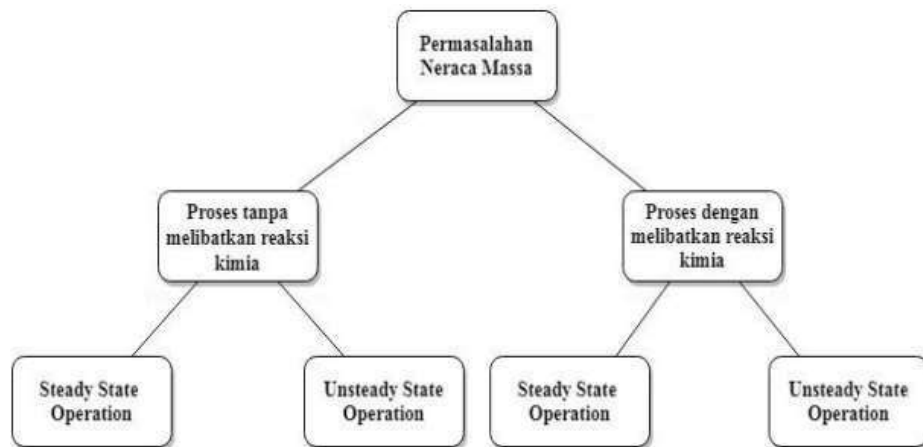 Permasalahan
Neraca Massa
Proses tanpa
melibatkan reaksi
kimia
Proses dengan
melibatkan reaksi
kimia
Steady State
Operation
Unsteady State
Operation
Steady State
Operation
Unsteady State
Operation